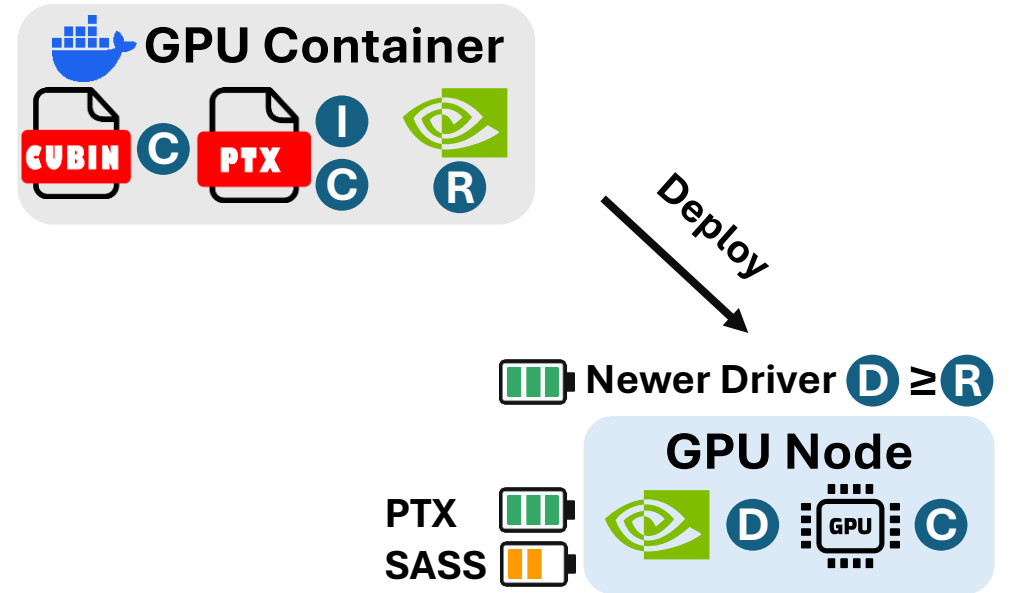 GPU Container
CUBIN C PTX I
C
R
Deploy
Newer Driver D ≥ R
GPU Node
PTX
D GPU C
SASS